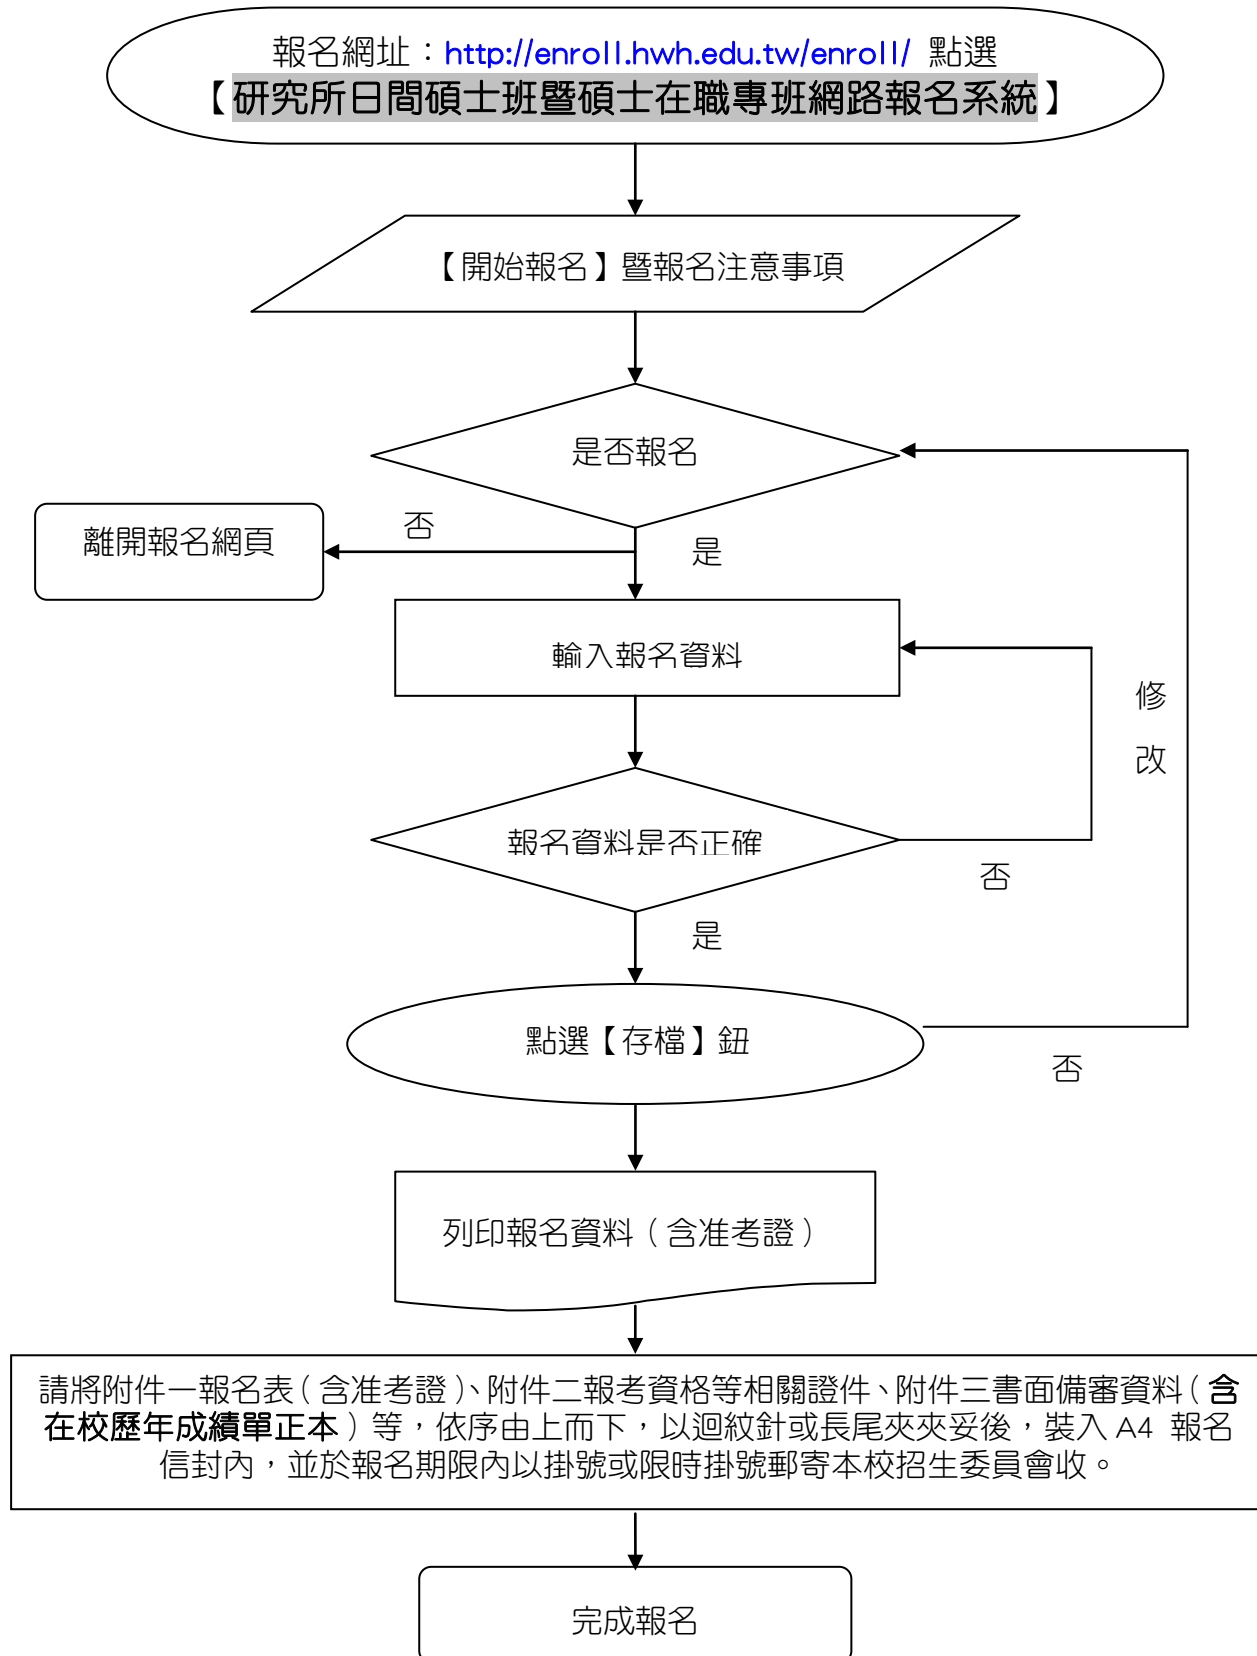 報名網址：http://enroll.hwh.edu.tw/enroll/ 點選
【研究所日間碩士班暨碩士在職專班網路報名系統】
【開始報名】暨報名注意事項
是否報名
否
離開報名網頁
是
輸入報名資料
修
改
報名資料是否正確
否
是
點選【存檔】鈕
否
列印報名資料（含准考證）
請將附件一報名表（含准考證）、附件二報考資格等相關證件、附件三書面備審資料（含
在校歷年成績單正本）等，依序由上而下，以迴紋針或長尾夾夾妥後，裝入 A4 報名
信封內，並於報名期限內以掛號或限時掛號郵寄本校招生委員會收。
完成報名